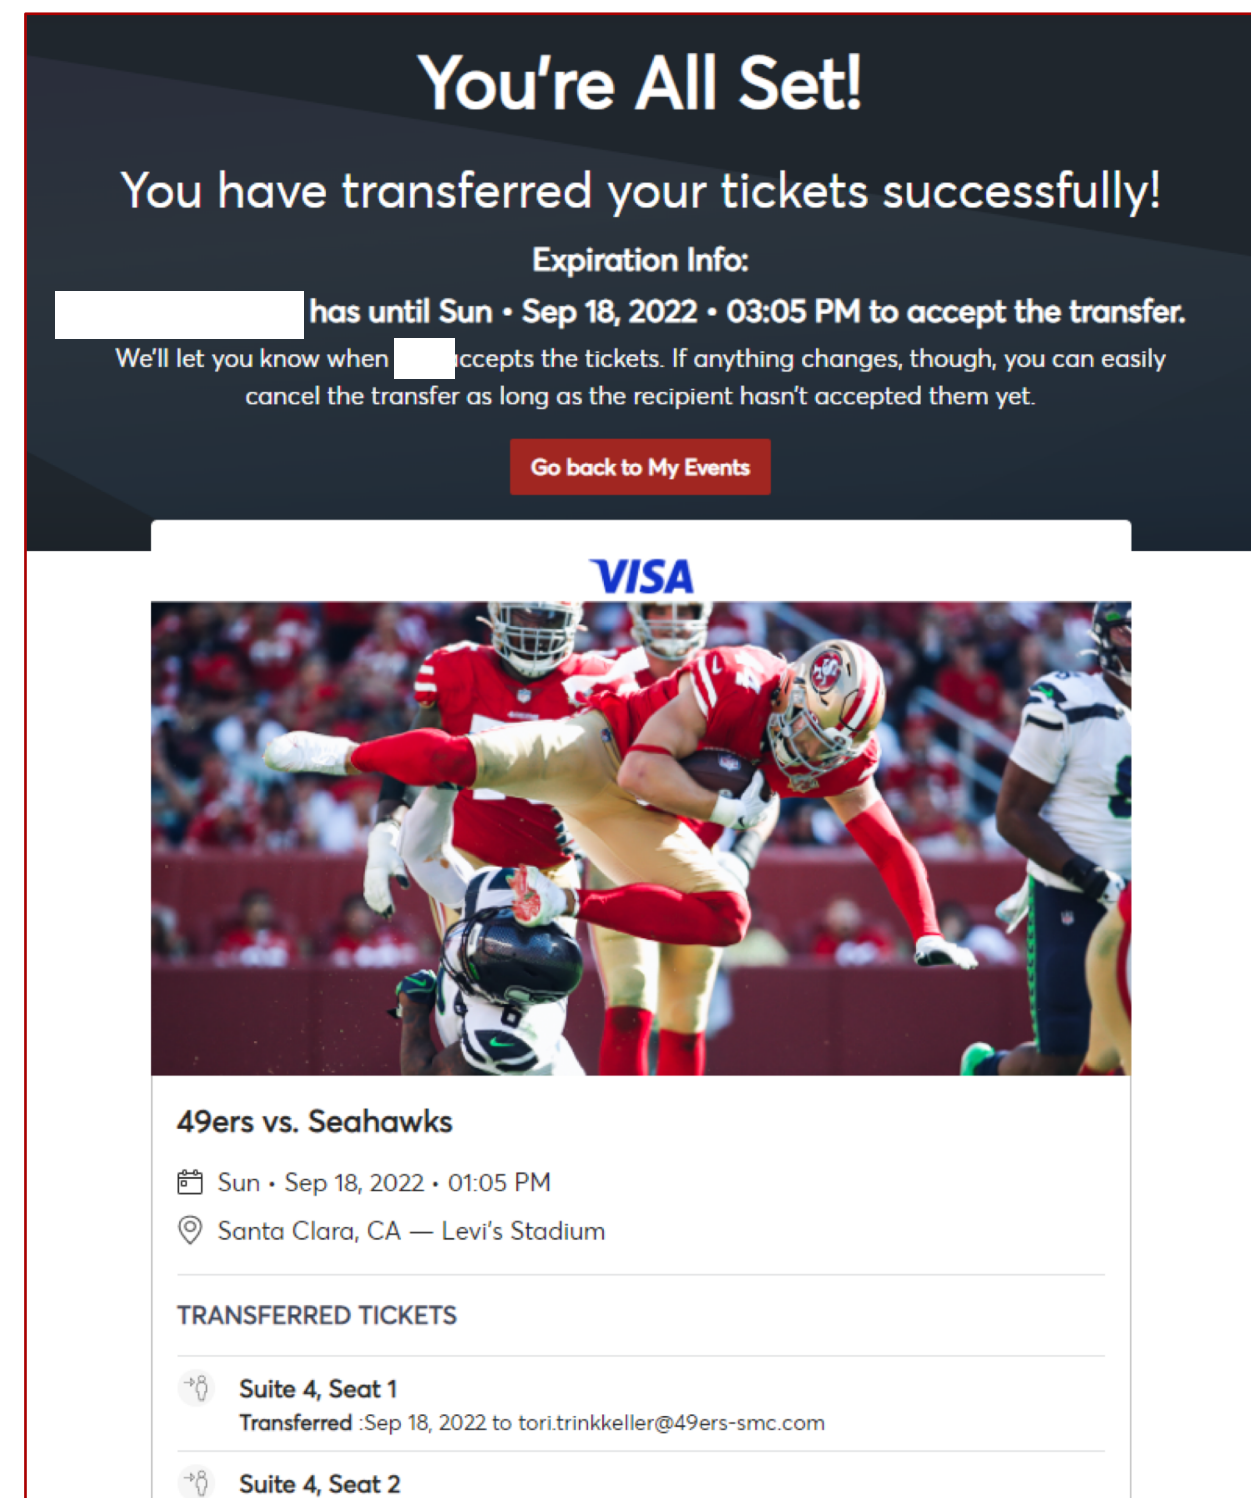 You're All Set!
You have transferred your tickets successfully!
Expiration Info:
has until Sun • Sep 18, 2022 • 03:05 PM to accept the transfer.
We'll let you know when accepts the tickets. If anything changes, though, you can easily
cancel the transfer as long as the recipient hasn't accepted them yet.
Go back to My Events
VISA
49ers vs. Seahawks
Sun • Sep 18, 2022 • 01:05 PM
Santa Clara, CA — Levi's Stadium
TRANSFERRED TICKETS
Suite 4, Seat 1
Transferred :Sep 18, 2022 to tori.trinkkeller@49ers-smc.com
Suite 4, Seat 2